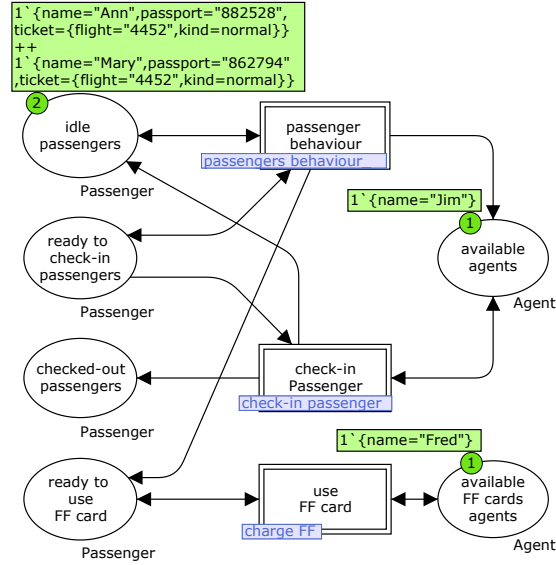 1`{name="Ann",passport="882528",
ticket={flight="4452",kind=normal}}
++
1`{name="Mary",passport="862794"
,ticket={flight="4452",kind=normal}}
2
idle
passengers
Passenger
passenger
behaviour
passengers behaviour
1`{name="Jim"}
1
available
agents
Agent
ready to
check-in
passengers
Passenger
checked-out
passengers
Passenger
check-in
Passenger
check-in passenger
1`{name="Fred"}
1
ready to
use
FF card
Passenger
use
FF card
charge FF
available
FF cards
agents
Agent